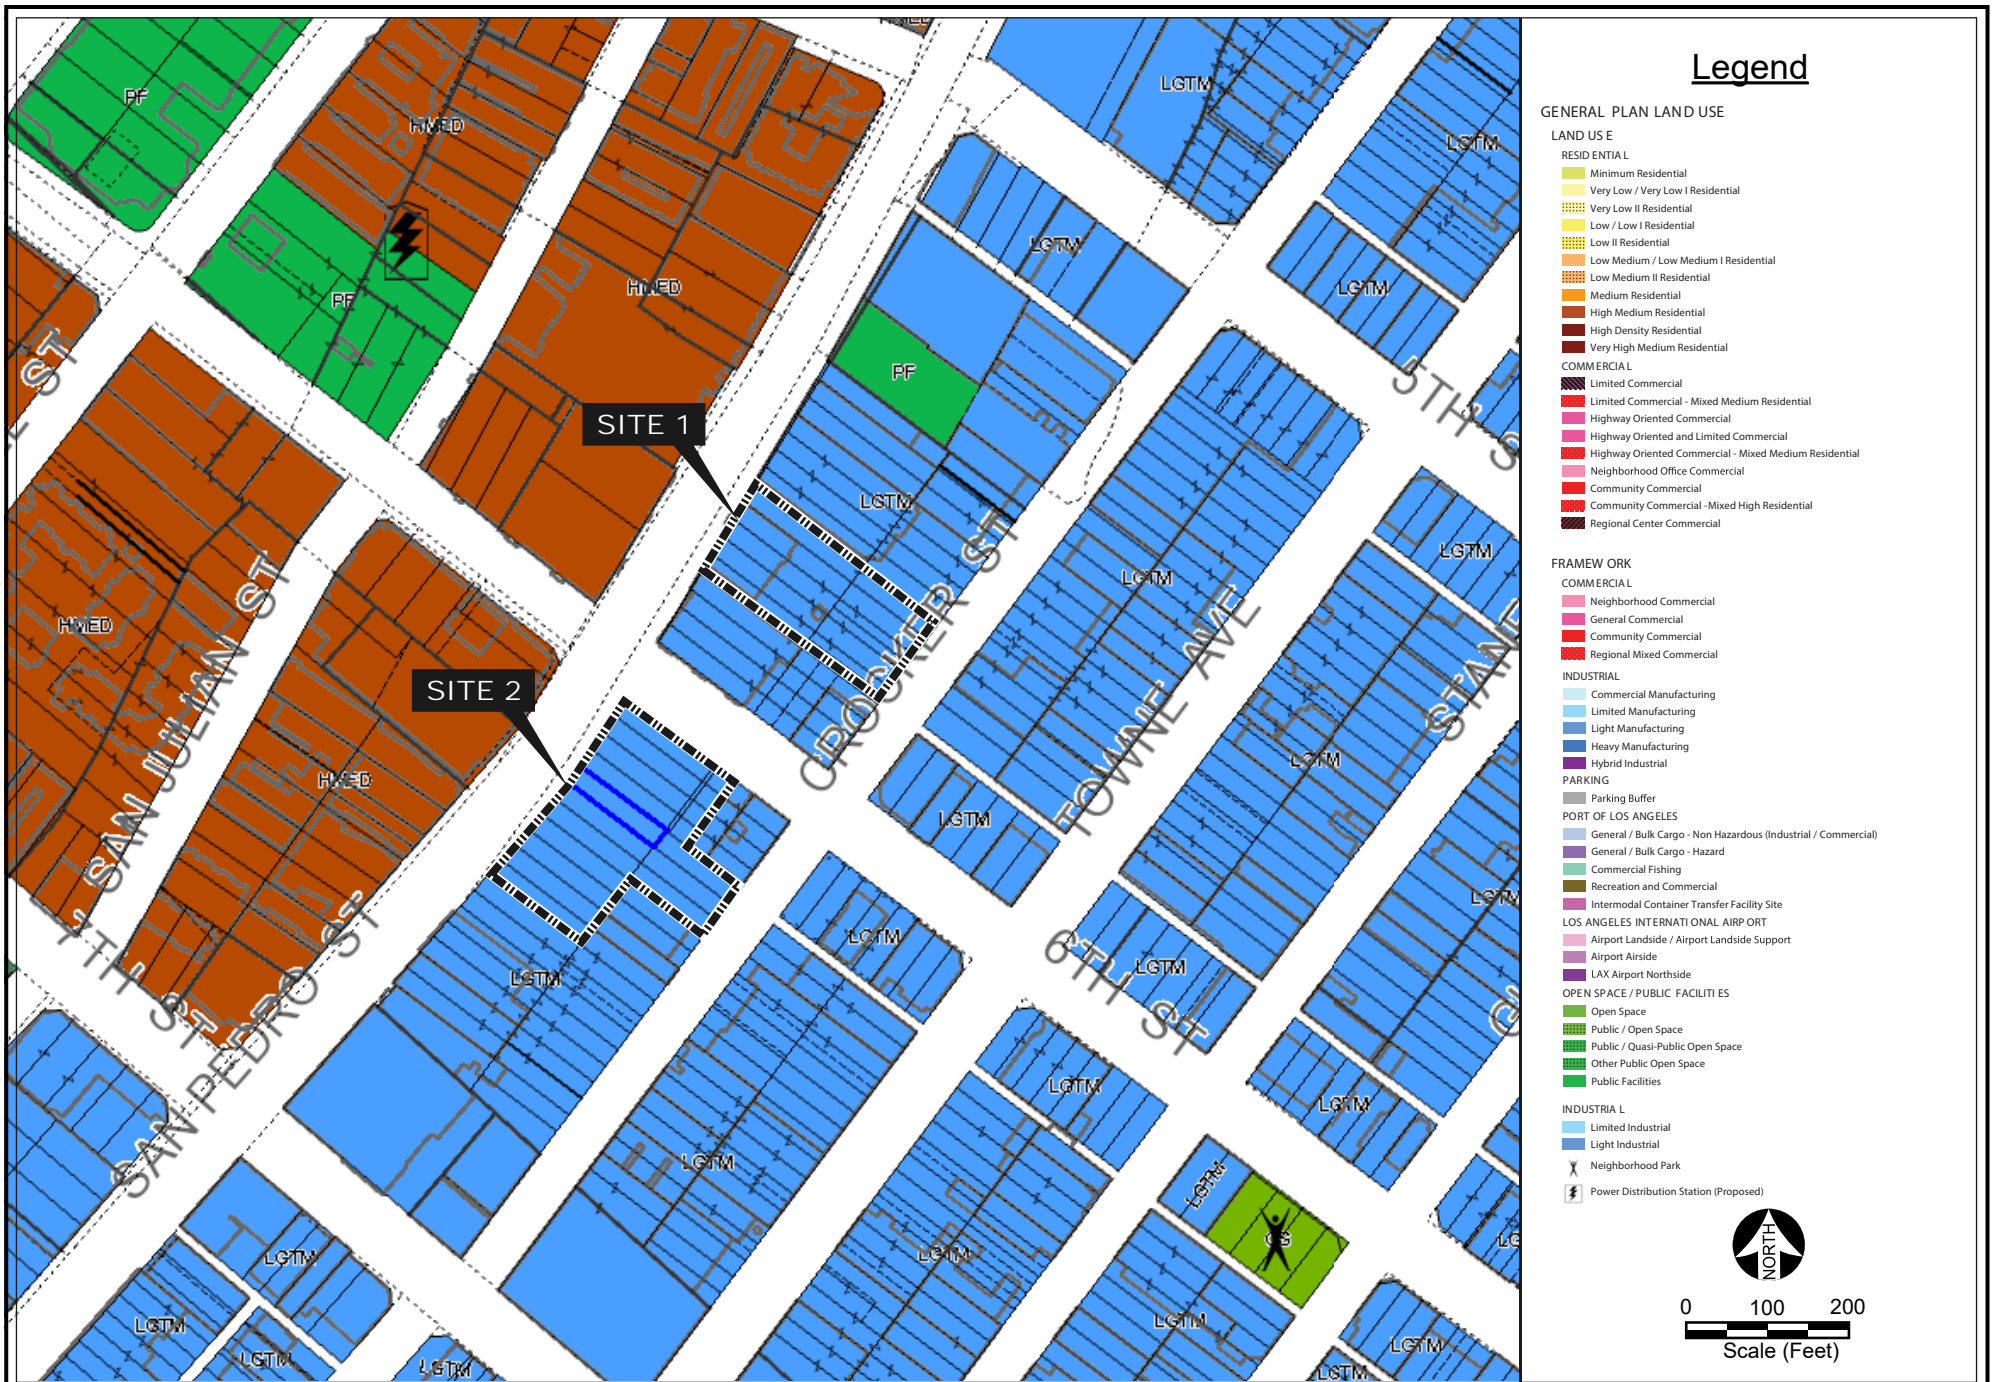 PF
HMED
LGTM
LGTM
LGTM
LGTM
HMED
PF
PF
LGTM
5TH S
SITE 1
LGTM
LGTM
LGTM
CROCKER ST
TOWNE AVE
STAN
HMED
SAN JULIAN ST
SITE 2
HMED
LGTM
LGTM
LGTM
LGTM
LGTM
6TH ST
LGTM
7TH ST
SAN PEDRO ST
LGTM
LGTM
LGTM
LGTM
LGTM
OS
LGTM
LGTM
LGTM
LGTM
LGTM
LGTM
LGTM
LGTM
Legend
GENERAL PLAN LAND USE
LAND US E
RESID ENTIA L
Minimum Residential
Very Low / Very Low I Residential
Very Low II Residential
Low / Low I Residential
Low II Residential
Low Medium / Low Medium I Residential
Low Medium II Residential
Medium Residential
High Medium Residential
High Density Residential
Very High Medium Residential
COMMERCIA L
Limited Commercial
Limited Commercial - Mixed Medium Residential
Highway Oriented Commercial
Highway Oriented and Limited Commercial
Highway Oriented Commercial - Mixed Medium Residential
Neighborhood Office Commercial
Community Commercial
Community Commercial -Mixed High Residential
Regional Center Commercial
FRAMEW ORK
COMMERCIA L
Neighborhood Commercial
General Commercial
Community Commercial
Regional Mixed Commercial
INDUSTRIAL
Commercial Manufacturing
Limited Manufacturing
Light Manufacturing
Heavy Manufacturing
Hybrid Industrial
PARKING
Parking Buffer
PORT OF LOS ANGELES
General / Bulk Cargo - Non Hazardous (Industrial / Commercial)
General / Bulk Cargo - Hazard
Commercial Fishing
Recreation and Commercial
Intermodal Container Transfer Facility Site
LOS ANGELES INTERNATI ONAL AIRP ORT
Airport Landside / Airport Landside Support
Airport Airside
LAX Airport Northside
OPEN SPACE / PUBLIC FACILITI ES
Open Space
Public / Open Space
Public / Quasi-Public Open Space
Other Public Open Space
Public Facilities
INDUSTRIA L
Limited Industrial
Light Industrial
Neighborhood Park
Power Distribution Station (Proposed)
NORTH
0 100 200
Scale (Feet)